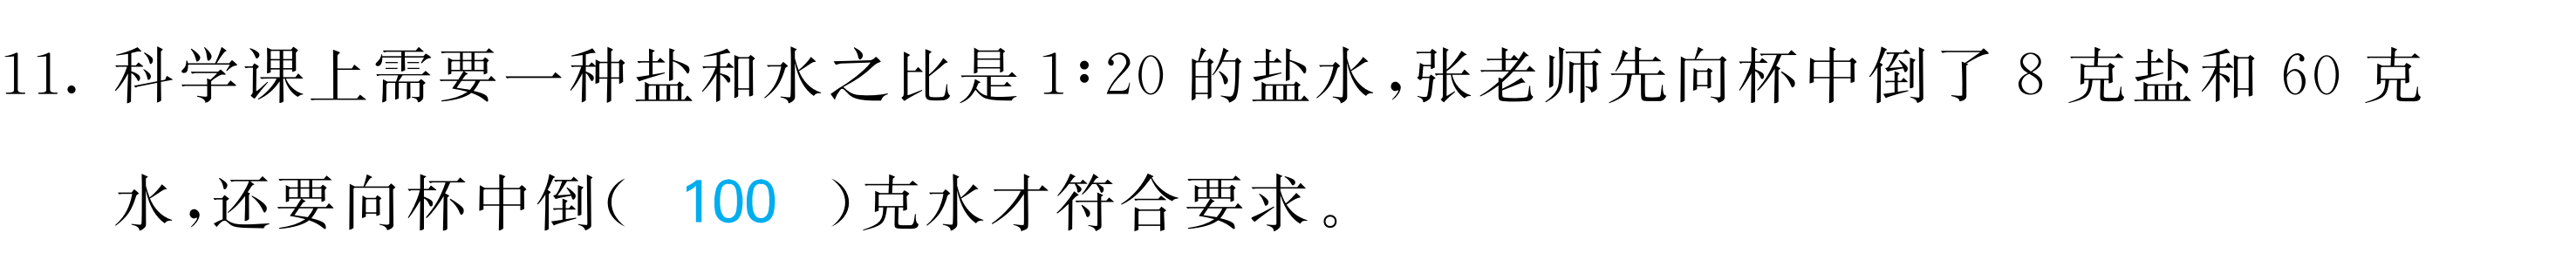 11. 科学课上需要一种盐和水之比是 1∶20 的盐水,张老师先向杯中倒了 8 克盐和 60 克
水,还要向杯中倒( 100 )克水才符合要求。